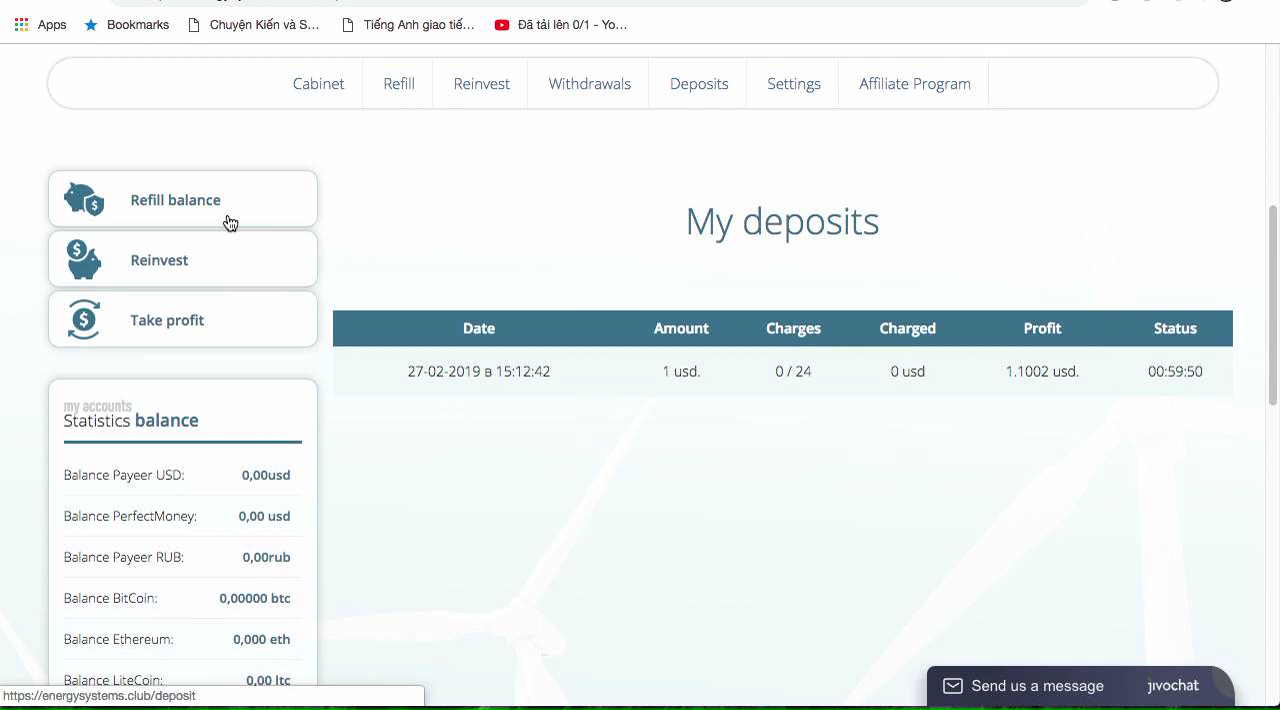 Apps Bookmarks Chuyện Kiến và S... Tiếng Anh giao tiế... Đã tải lên 0/1 - Yo...
Cabinet Refill Reinvest Withdrawals Deposits Settings Affiliate Program
Refill balance
Reinvest
Take profit
My deposits
Date Amount Charges Charged Profit Status
27-02-2019 в 15:12:42 1 usd. 0 / 24 0 usd 1.1002 usd. 00:59:50
my accounts
Statistics balance
Balance Payeer USD: 0,00usd
Balance PerfectMoney: 0,00 usd
Balance Payeer RUB: 0,00rub
Balance BitCoin: 0,00000 btc
Balance Ethereum: 0,000 eth
Balance LiteCoin: 0,00 ltc
https://energysystems.club/deposit
Send us a message jivochat